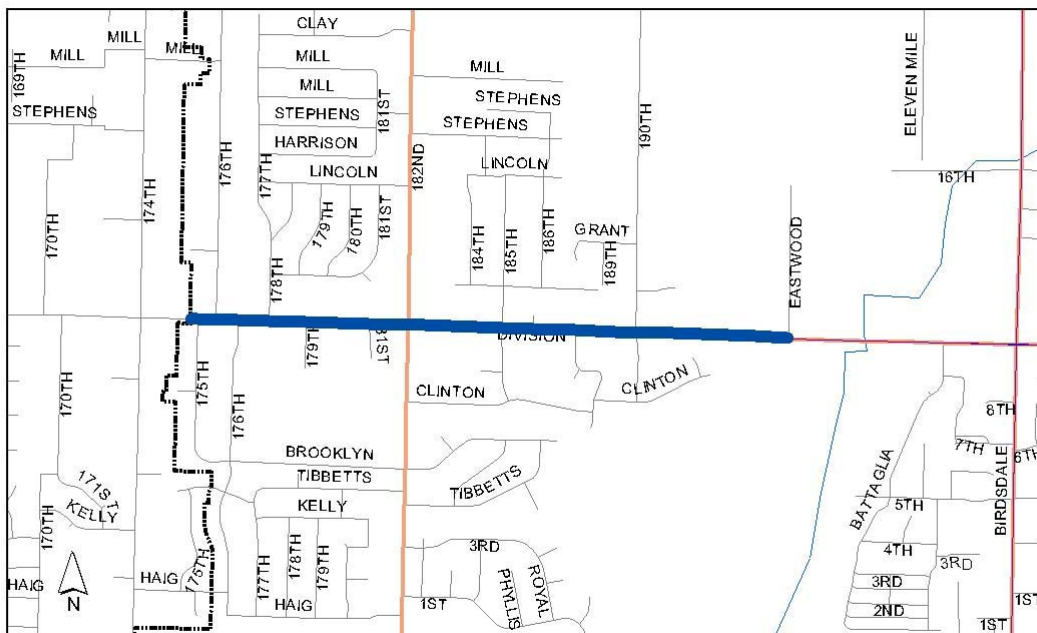 CLAY
MILL
MILL
MILL
MILL
MILL
MILL
169TH
STEPHENS
STEPHENS
STEPHENS
STEPHENS
181ST
HARRISON
190TH
ELEVEN MILE
LINCOLN
LINCOLN
182ND
176TH
177TH
174TH
170TH
16TH
179TH
180TH
181ST
184TH
185TH
186TH
GRANT
189TH
178TH
EASTWOOD
DIVISION
179TH
175TH
170TH
176TH
CLINTON
CLINTON
8TH
7TH
6TH
BROOKLYN
TIBBETTS
TIBBETTS
KELLY
171ST
KELLY
170TH
BATTAGLIA
BIRDSDALE
5TH
4TH
3RD
3RD
2ND
1ST
1ST
3RD
ROYAL
PHYLLIS
1ST
175TH
177TH
178TH
179TH
HAIG
HAIG
HAIG
N